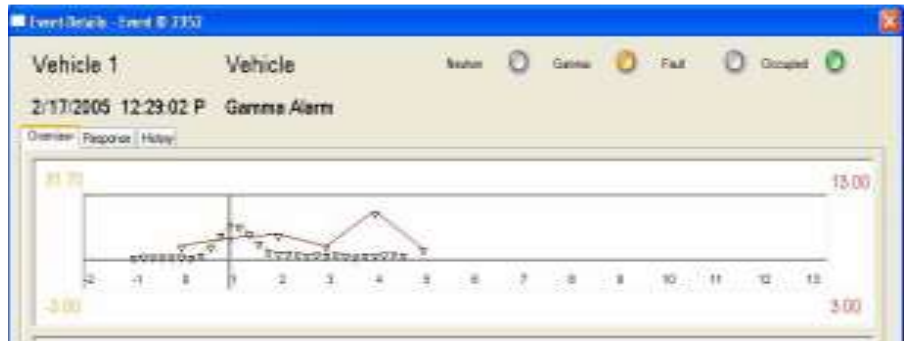 Event Details - Event ID 2352
Vehicle 1 Vehicle Neutron Gamma Fault Occupied
2/17/2005 12:29:02 P Gamma Alarm
Overview Response History
13.00
-2 -1 0 1 2 3 4 5 6 7 8 9 10 11 12 13
-3.00 3.00